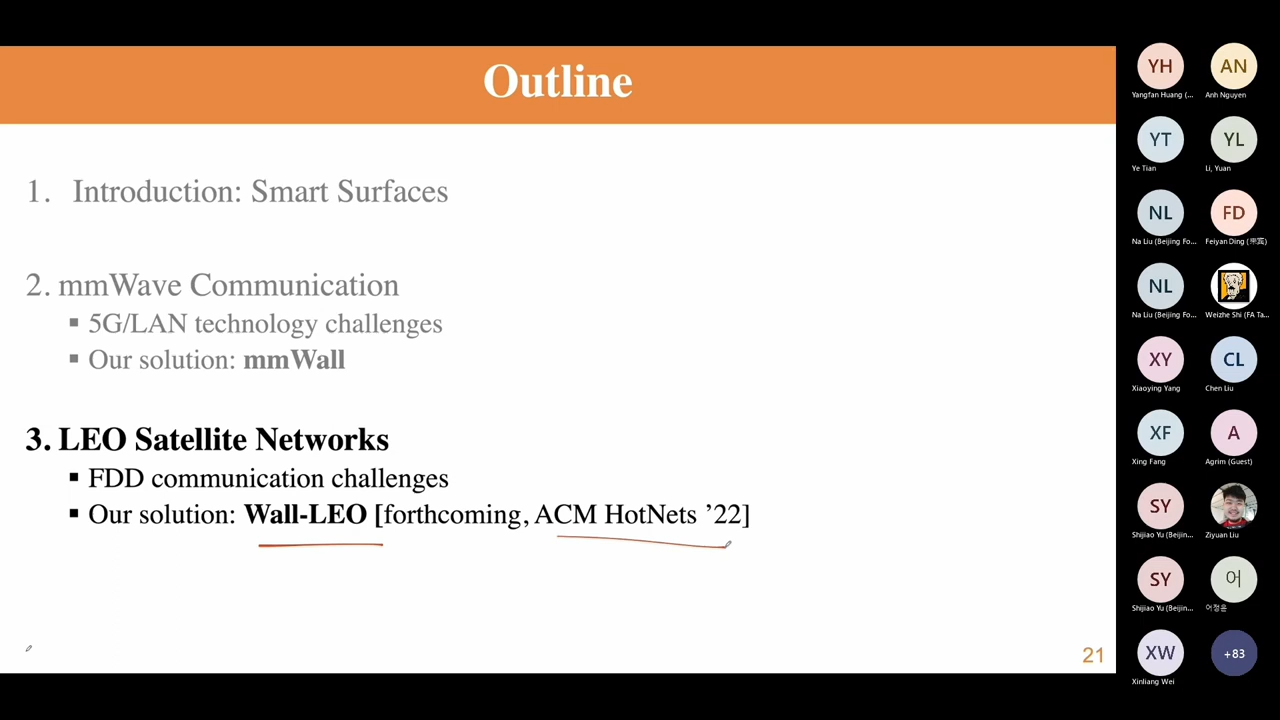 Outline
1. Introduction: Smart Surfaces
2. mmWave Communication
▪ 5G/LAN technology challenges
▪ Our solution: mmWall
3. LEO Satellite Networks
▪ FDD communication challenges
▪ Our solution: Wall-LEO [forthcoming, ACM HotNets ’22]
21
YH
AN
Yangfan Huang (...
Anh Nguyen
YT
YL
Ye Tian
Li, Yuan
NL
FD
Na Liu (Beijing Fo...
Feiyan Ding (
NL
Na Liu (Beijing Fo...
Weizhe Shi (FA Ta...
XY
CL
Xiaoying Yang
Chen Liu
XF
A
Xing Fang
Agrim (Guest)
SY
Shijiao Yu (Beijin...
Ziyuan Liu
SY
어
Shijiao Yu (Beijin...
어정윤
XW
+83
Xinliang Wei